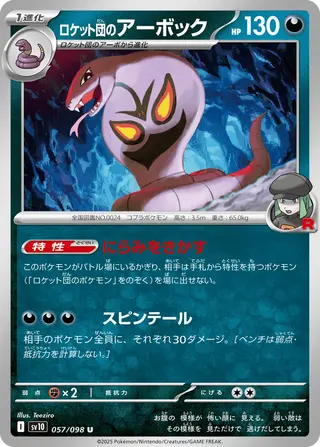 1進化
ロケット団のアーボック
HP 130
ロケット団のアーボから進化
全国図鑑NO.0024 コブラポケモン 高さ:3.5m 重さ:65.0kg
R
特性 にらみをきかす
このポケモンがバトル場にいるかぎり、相手は手札から特性を持つポケモン
(「ロケット団のポケモン」をのぞく)を場に出せない。
スピンテール
相手のポケモン全員に、それぞれ30ダメージ。[ベンチは弱点・
抵抗力を計算しない。]
弱点 ×2 抵抗力 にげる
Illus. Teeziro
I sv10 057/098 U
お腹の 模様が 怖い顔に 見える。
弱い 敵は その 模様を 見ただけで
逃げ出してしまう。
©2025 Pokémon/Nintendo/Creatures/GAME FREAK.